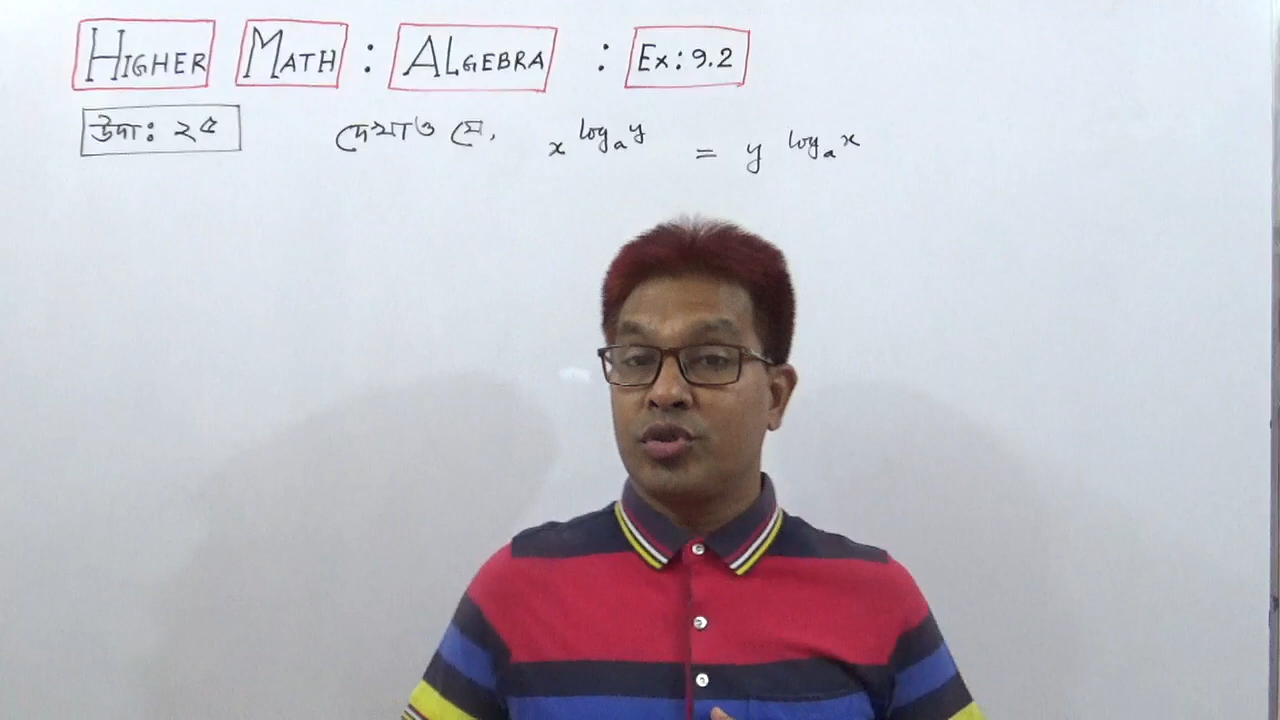 HIGHER MATH : ALGEBRA : Ex: 9.2
উদা: ২৫ দেখাও যে, x^{log_a y} = y^{log_a x}